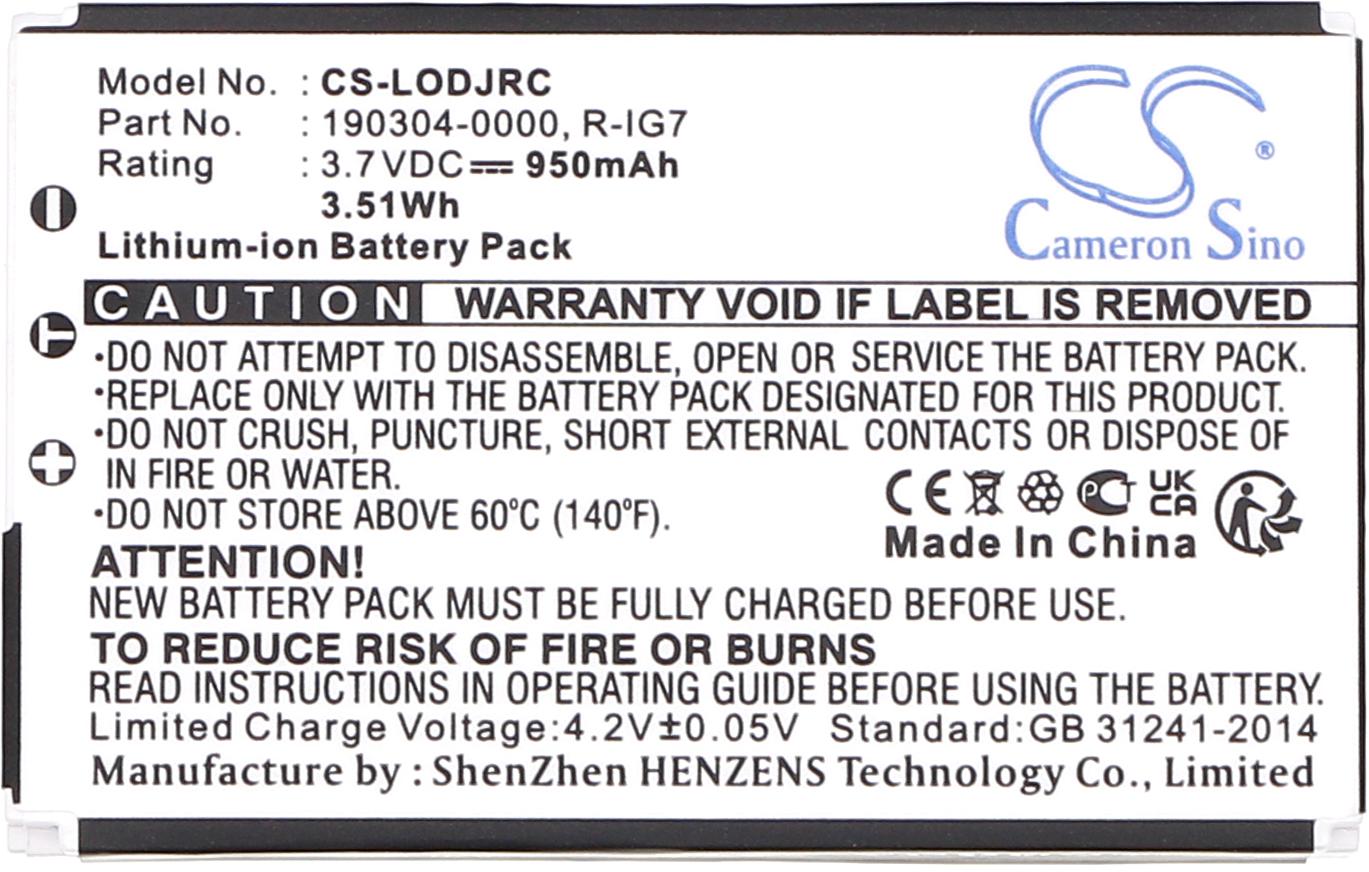 Model No. : CS-LODJRC
Part No. : 190304-0000, R-IG7
Rating : 3.7VDC⎓950mAh
3.51Wh
Lithium-ion Battery Pack
CS®
Cameron Sino
− T +
CAUTION WARRANTY VOID IF LABEL IS REMOVED
•DO NOT ATTEMPT TO DISASSEMBLE, OPEN OR SERVICE THE BATTERY PACK.
•REPLACE ONLY WITH THE BATTERY PACK DESIGNATED FOR THIS PRODUCT.
•DO NOT CRUSH, PUNCTURE, SHORT EXTERNAL CONTACTS OR DISPOSE OF
IN FIRE OR WATER.
•DO NOT STORE ABOVE 60°C (140°F).
CE PCT UK CA
Made In China
ATTENTION!
NEW BATTERY PACK MUST BE FULLY CHARGED BEFORE USE.
TO REDUCE RISK OF FIRE OR BURNS
READ INSTRUCTIONS IN OPERATING GUIDE BEFORE USING THE BATTERY.
Limited Charge Voltage:4.2V±0.05V Standard:GB 31241-2014
Manufacture by : ShenZhen HENZENS Technology Co., Limited